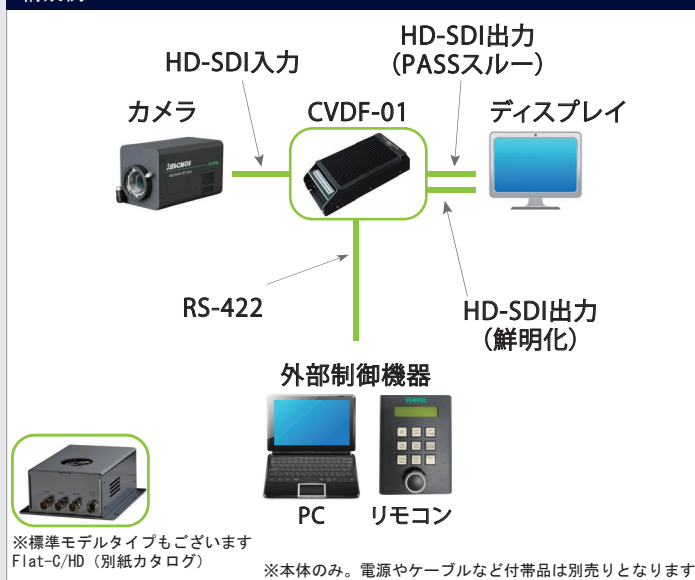 HD-SDI入力
HD-SDI出力
（PASSスルー）
カメラ
CVDF-01
ディスプレイ
RS-422
HD-SDI出力
（鮮明化）
外部制御機器
PC
リモコン
※標準モデルタイプもございます
Flat-C/HD（別紙カタログ）
※本体のみ。電源やケーブルなど付帯品は別売りとなります